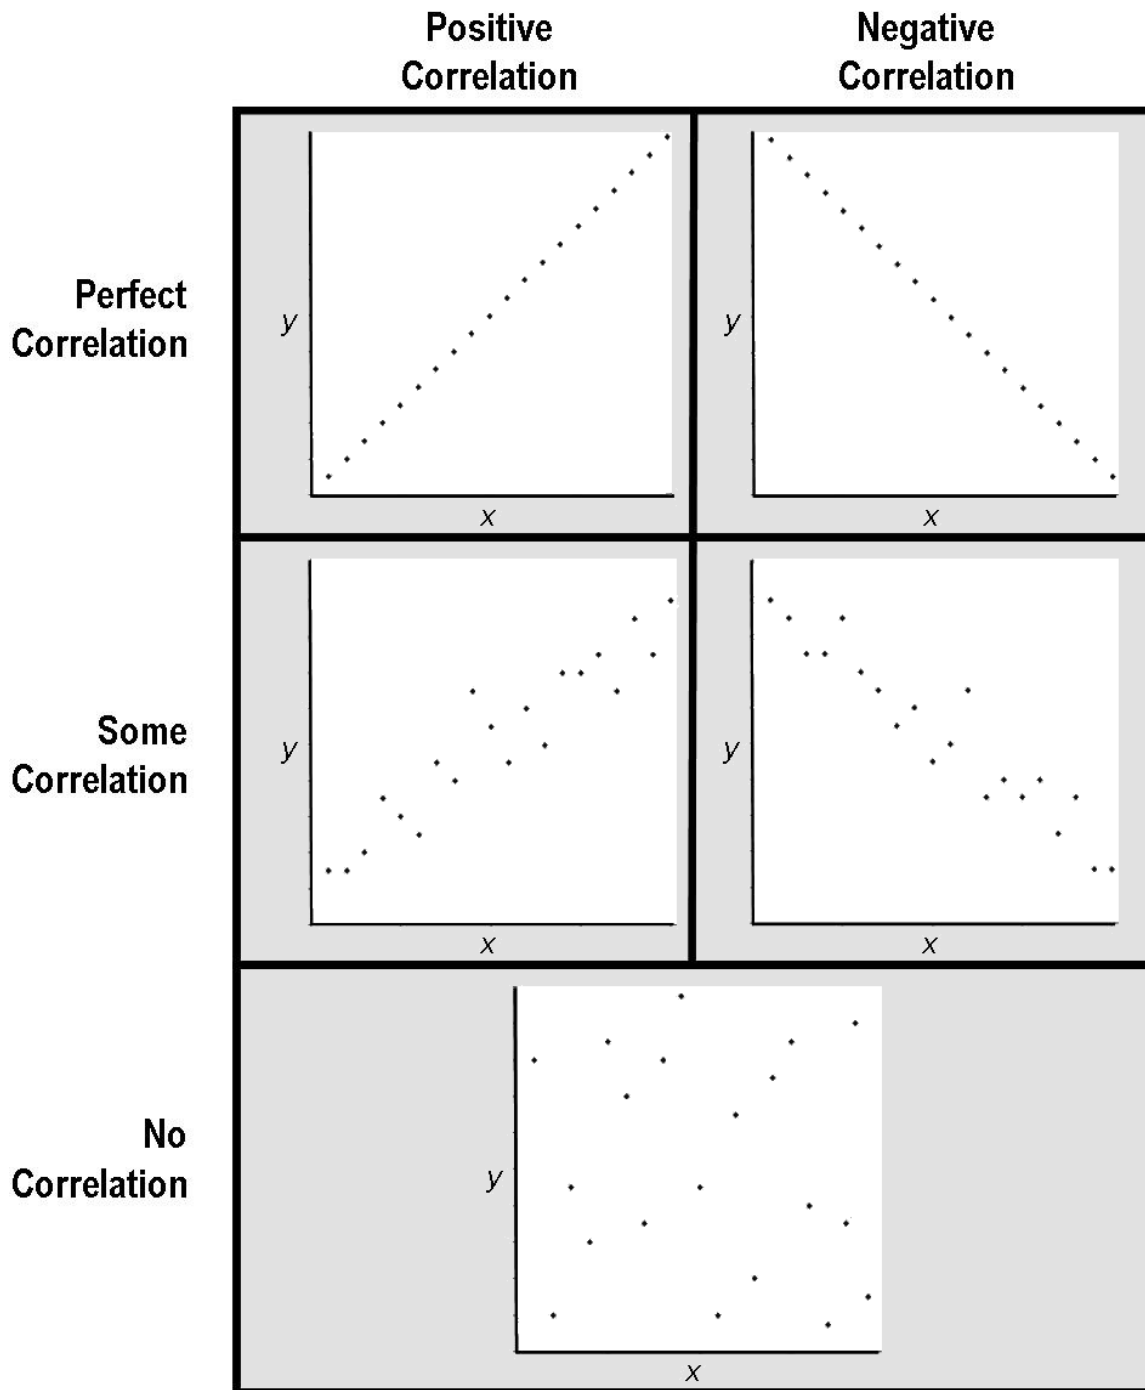 Positive
Correlation
Negative
Correlation
Perfect
Correlation
y
x
y
x
Some
Correlation
y
x
y
x
No
Correlation
y
x